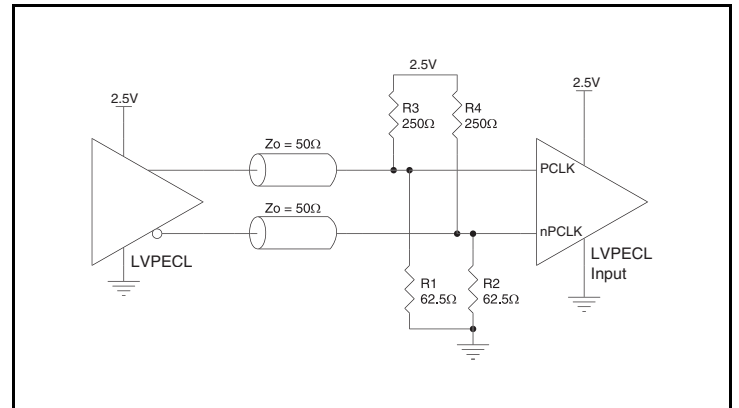 2.5V
2.5V
2.5V
R3
250Ω
R4
250Ω
Zo = 50Ω
PCLK
Zo = 50Ω
nPCLK
LVPECL
LVPECL
Input
R1
62.5Ω
R2
62.5Ω